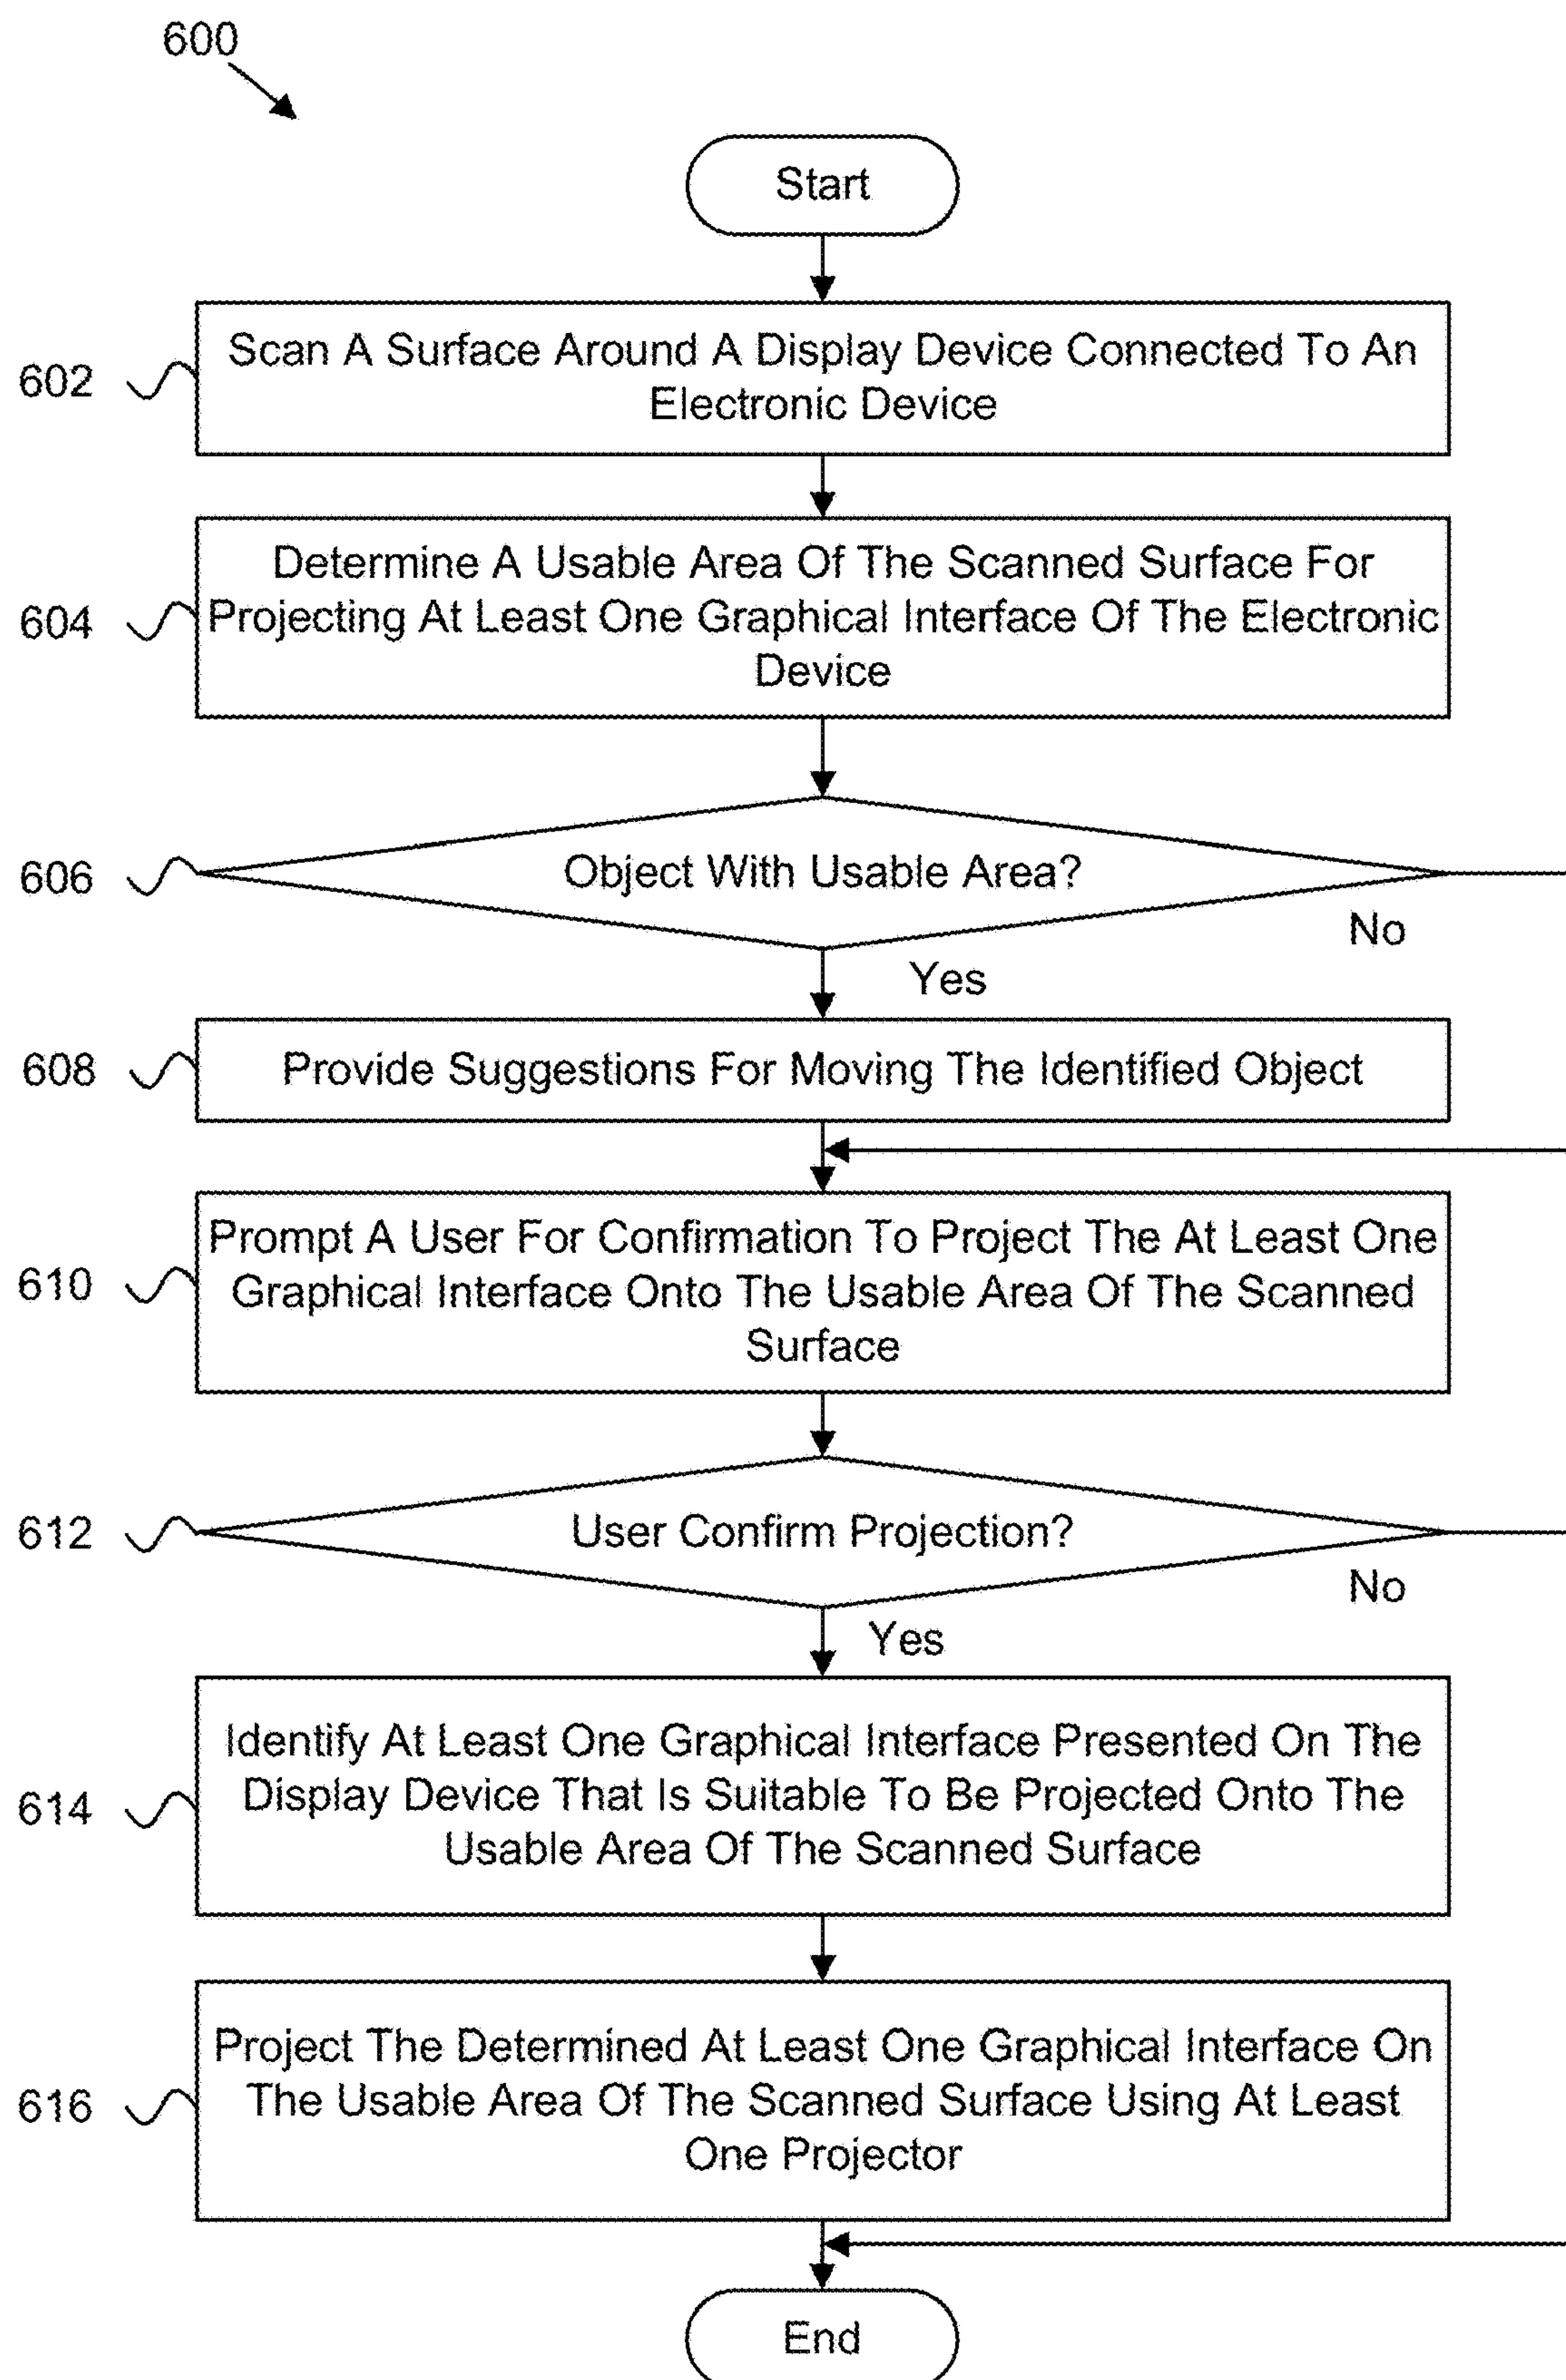 600
Start
602
Scan A Surface Around A Display Device Connected To An
Electronic Device
604
Determine A Usable Area Of The Scanned Surface For
Projecting At Least One Graphical Interface Of The Electronic
Device
606
Object With Usable Area?
No
Yes
608
Provide Suggestions For Moving The Identified Object
610
Prompt A User For Confirmation To Project The At Least One
Graphical Interface Onto The Usable Area Of The Scanned
Surface
612
User Confirm Projection?
No
Yes
614
Identify At Least One Graphical Interface Presented On The
Display Device That Is Suitable To Be Projected Onto The
Usable Area Of The Scanned Surface
616
Project The Determined At Least One Graphical Interface On
The Usable Area Of The Scanned Surface Using At Least
One Projector
End